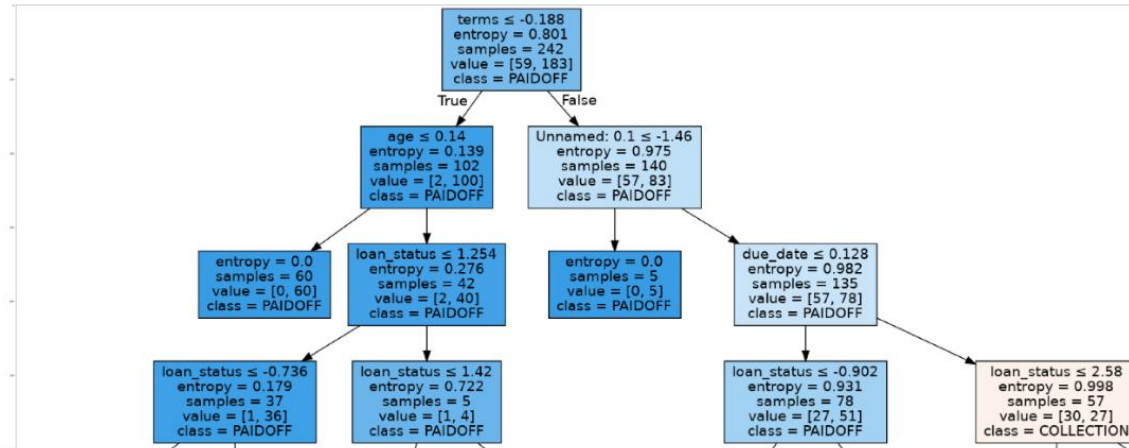 terms ≤ -0.188
entropy = 0.801
samples = 242
value = [59, 183]
class = PAIDOFF
True
False
age ≤ 0.14
entropy = 0.139
samples = 102
value = [2, 100]
class = PAIDOFF
Unnamed: 0.1 ≤ -1.46
entropy = 0.975
samples = 140
value = [57, 83]
class = PAIDOFF
entropy = 0.0
samples = 60
value = [0, 60]
class = PAIDOFF
loan_status ≤ 1.254
entropy = 0.276
samples = 42
value = [2, 40]
class = PAIDOFF
entropy = 0.0
samples = 5
value = [0, 5]
class = PAIDOFF
due_date ≤ 0.128
entropy = 0.982
samples = 135
value = [57, 78]
class = PAIDOFF
loan_status ≤ -0.736
entropy = 0.179
samples = 37
value = [1, 36]
class = PAIDOFF
loan_status ≤ 1.42
entropy = 0.722
samples = 5
value = [1, 4]
class = PAIDOFF
loan_status ≤ -0.902
entropy = 0.931
samples = 78
value = [27, 51]
class = PAIDOFF
loan_status ≤ 2.58
entropy = 0.998
samples = 57
value = [30, 27]
class = COLLECTION